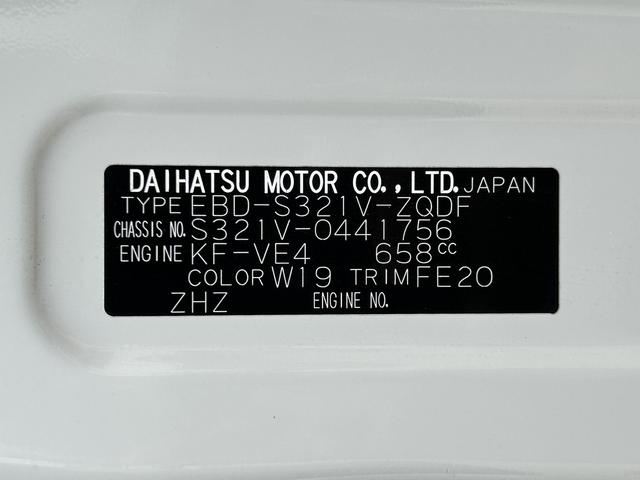 DAIHATSU MOTOR CO.,LTD. JAPAN
TYPE EBD-S321V-ZQDF
CHASSIS NO. S321V-0441756
ENGINE KF-VE4 658cc
COLOR W19 TRIM FE20
ZHZ ENGINE NO.